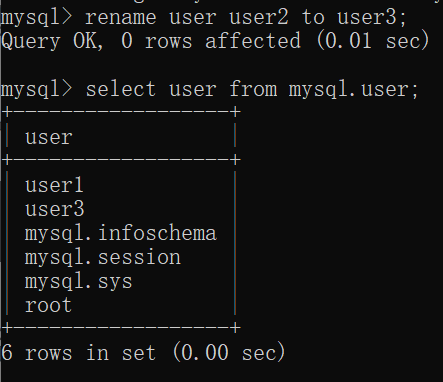 mysql> rename user user2 to user3;
Query OK, 0 rows affected (0.01 sec)
mysql> select user from mysql.user;
+------------------+
| user             |
+------------------+
| user1            |
| user3            |
| mysql.infoschema |
| mysql.session    |
| mysql.sys        |
| root             |
+------------------+
6 rows in set (0.00 sec)